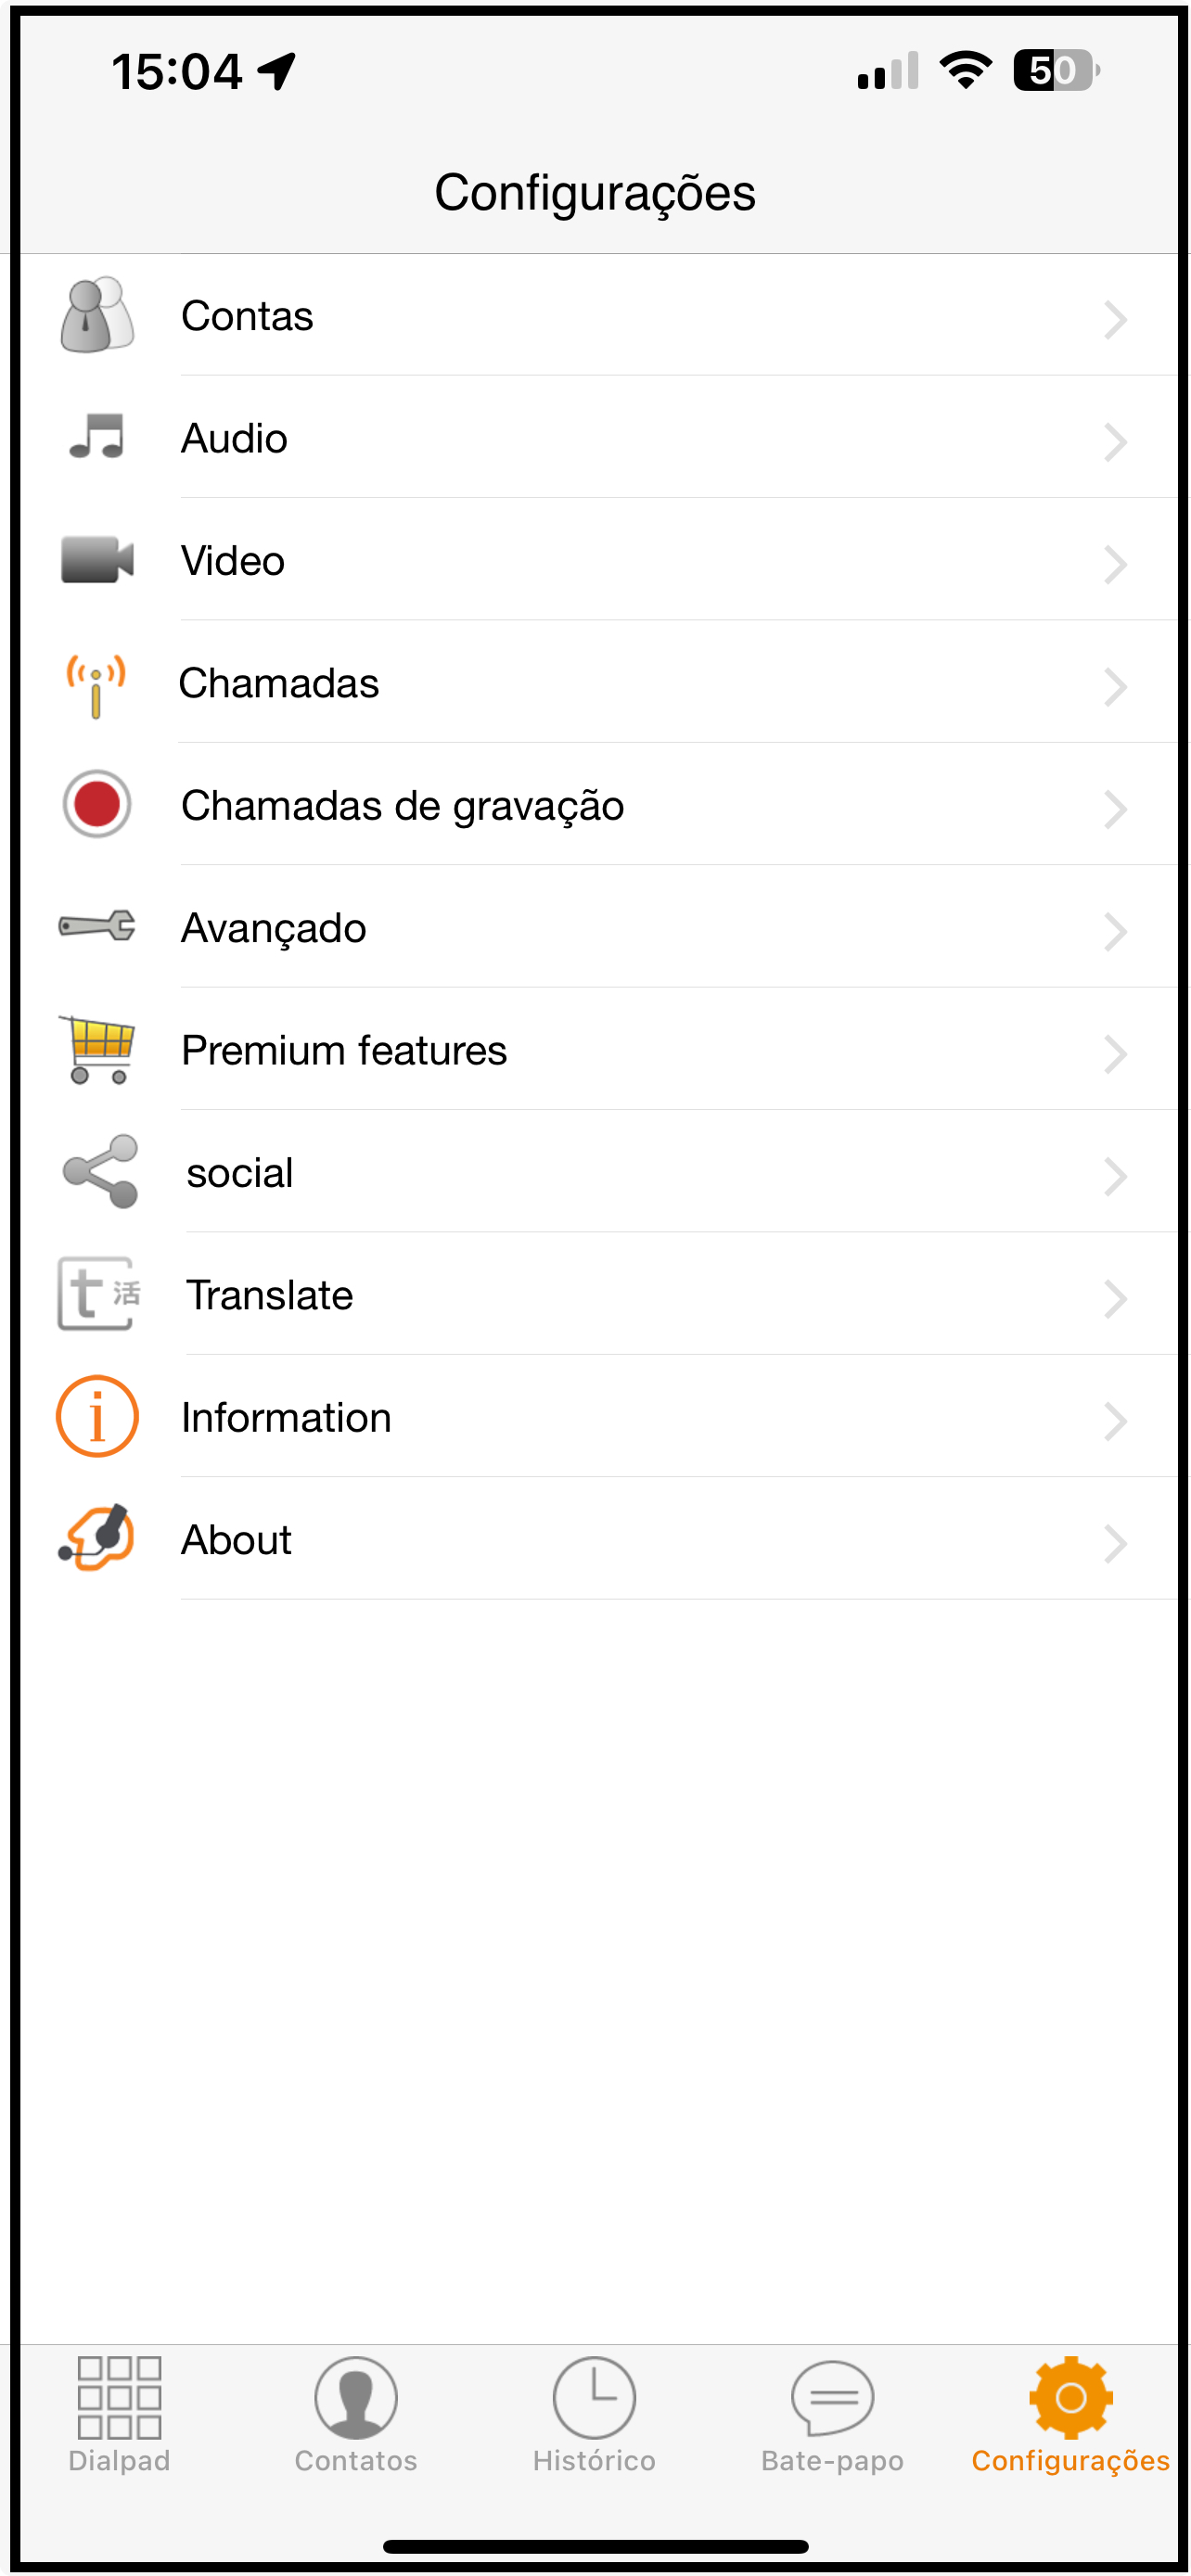 15:04
50
Configurações
Contas
Audio
Video
Chamadas
Chamadas de gravação
Avançado
Premium features
social
t活
Translate
i
Information
About
Dialpad
Contatos
Histórico
Bate-papo
Configurações